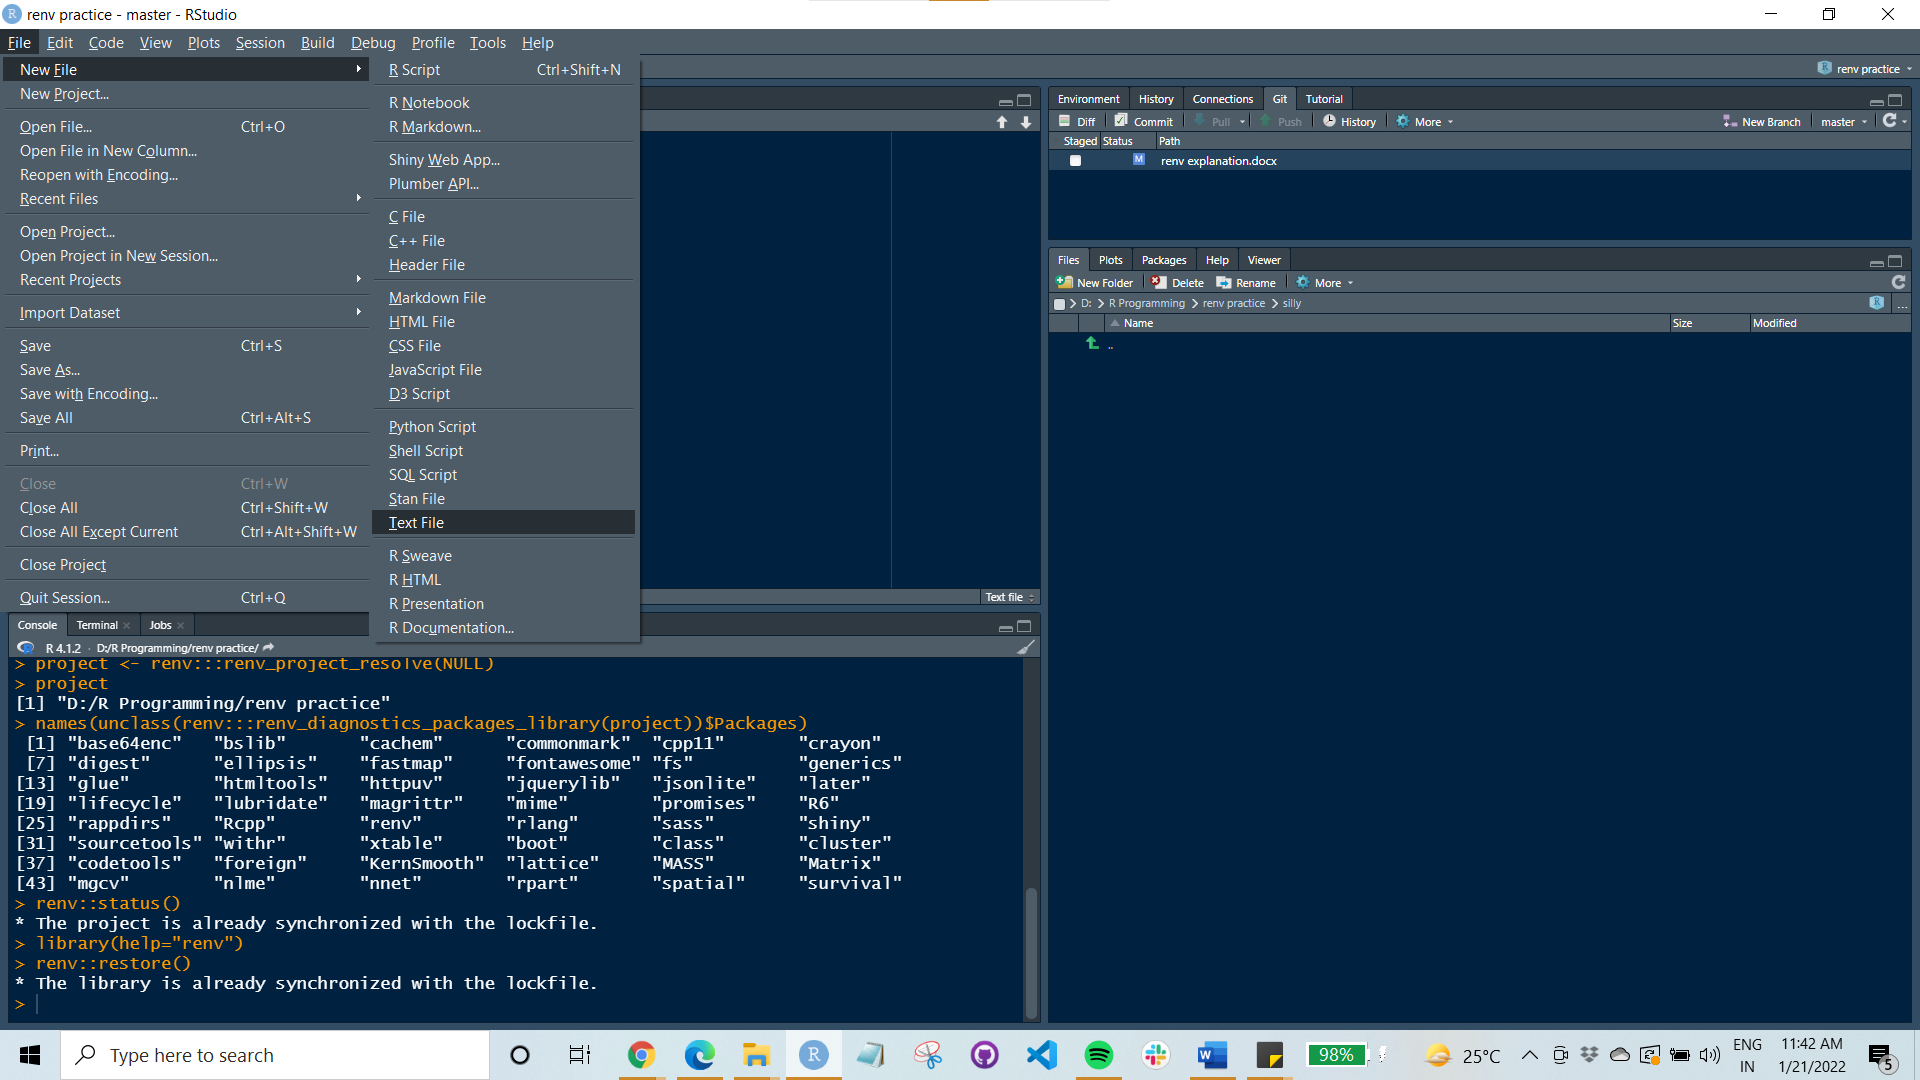 renv practice - master - RStudio
File Edit Code View Plots Session Build Debug Profile Tools Help
New File
New Project...
Open File... Ctrl+O
Open File in New Column...
Reopen with Encoding...
Recent Files
Open Project...
Open Project in New Session...
Recent Projects
Import Dataset
Save Ctrl+S
Save As...
Save with Encoding...
Save All Ctrl+Alt+S
Print...
Close Ctrl+W
Close All Ctrl+Shift+W
Close All Except Current Ctrl+Alt+Shift+W
Close Project
Quit Session... Ctrl+Q
R Script Ctrl+Shift+N
R Notebook
R Markdown...
Shiny Web App...
Plumber API...
C File
C++ File
Header File
Markdown File
HTML File
CSS File
JavaScript File
D3 Script
Python Script
Shell Script
SQL Script
Stan File
Text File
R Sweave
R HTML
R Presentation
R Documentation...
Text file
renv practice
Environment History Connections Git Tutorial
Diff Commit Pull Push History More New Branch master
Staged Status Path
M renv explanation.docx
Files Plots Packages Help Viewer
New Folder Delete Rename More
D: > R Programming > renv practice > silly
Name Size Modified
..
Console Terminal Jobs
R 4.1.2 · D:/R Programming/renv practice/
> project <- renv:::renv_project_resolve(NULL)
> project
[1] "D:/R Programming/renv practice"
> names(unclass(renv:::renv_diagnostics_packages_library(project))$Packages)
[1] "base64enc" "bslib" "cachem" "commonmark" "cpp11" "crayon"
[7] "digest" "ellipsis" "fastmap" "fontawesome" "fs" "generics"
[13] "glue" "htmltools" "httpuv" "jquerylib" "jsonlite" "later"
[19] "lifecycle" "lubridate" "magrittr" "mime" "promises" "R6"
[25] "rappdirs" "Rcpp" "renv" "rlang" "sass" "shiny"
[31] "sourcetools" "withr" "xtable" "boot" "class" "cluster"
[37] "codetools" "foreign" "KernSmooth" "lattice" "MASS" "Matrix"
[43] "mgcv" "nlme" "nnet" "rpart" "spatial" "survival"
> renv::status()
* The project is already synchronized with the lockfile.
> library(help="renv")
> renv::restore()
* The library is already synchronized with the lockfile.
>
Type here to search
98%
25°C
ENG
IN
11:42 AM
1/21/2022
5